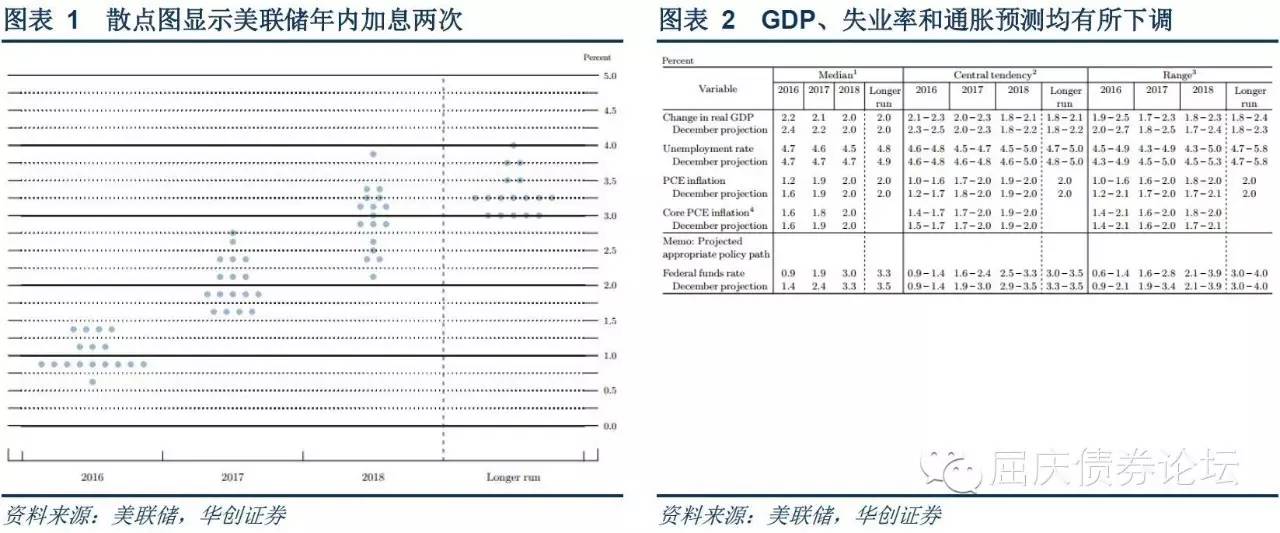 图表 1 散点图显示美联储年内加息两次
Percent
5.0
4.5
4.0
3.5
3.0
2.5
2.0
1.5
1.0
0.5
0.0
2016 2017 2018 Longer run
资料来源：美联储，华创证券
图表 2 GDP、失业率和通胀预测均有所下调
Percent
Variable Median¹ Central tendency² Range³
2016 2017 2018 Longer run 2016 2017 2018 Longer run 2016 2017 2018 Longer run
Change in real GDP 2.2 2.1 2.0 2.0 2.1–2.3 2.0–2.3 1.8–2.1 1.8–2.1 1.9–2.5 1.7–2.3 1.8–2.3 1.8–2.4
December projection 2.4 2.2 2.0 2.0 2.3–2.5 2.0–2.3 1.8–2.2 1.8–2.2 2.0–2.7 1.8–2.5 1.7–2.4 1.8–2.3
Unemployment rate 4.7 4.6 4.5 4.8 4.6–4.8 4.5–4.7 4.5–5.0 4.7–5.0 4.5–4.9 4.3–4.9 4.3–5.0 4.7–5.8
December projection 4.7 4.7 4.7 4.9 4.6–4.8 4.6–4.8 4.6–5.0 4.8–5.0 4.3–4.9 4.5–5.0 4.5–5.3 4.7–5.8
PCE inflation 1.2 1.9 2.0 2.0 1.0–1.6 1.7–2.0 1.9–2.0 2.0 1.0–1.6 1.6–2.0 1.8–2.0 2.0
December projection 1.6 1.9 2.0 2.0 1.2–1.7 1.8–2.0 1.9–2.0 2.0 1.2–2.1 1.7–2.0 1.7–2.1 2.0
Core PCE inflation⁴ 1.6 1.8 2.0 1.4–1.7 1.7–2.0 1.9–2.0 1.4–2.1 1.6–2.0 1.8–2.0
December projection 1.6 1.9 2.0 1.5–1.7 1.7–2.0 1.9–2.0 1.4–2.1 1.6–2.0 1.7–2.1
Memo: Projected
appropriate policy path
Federal funds rate 0.9 1.9 3.0 3.3 0.9–1.4 1.6–2.4 2.5–3.3 3.0–3.5 0.6–1.4 1.6–2.8 2.1–3.9 3.0–4.0
December projection 1.4 2.4 3.3 3.5 0.9–1.4 1.9–3.0 2.9–3.5 3.3–3.5 0.9–2.1 1.9–3.4 2.1–3.9 3.0–4.0
屈庆债券论坛
资料来源：美联储，华创证券